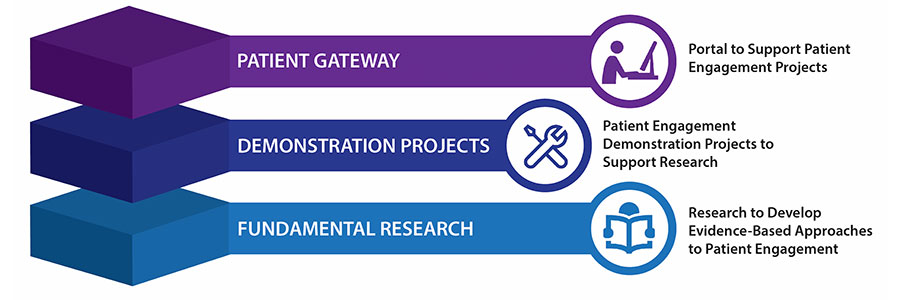 PATIENT GATEWAY
Portal to Support Patient
Engagement Projects
DEMONSTRATION PROJECTS
Patient Engagement
Demonstration Projects to
Support Research
FUNDAMENTAL RESEARCH
Research to Develop
Evidence-Based Approaches
to Patient Engagement